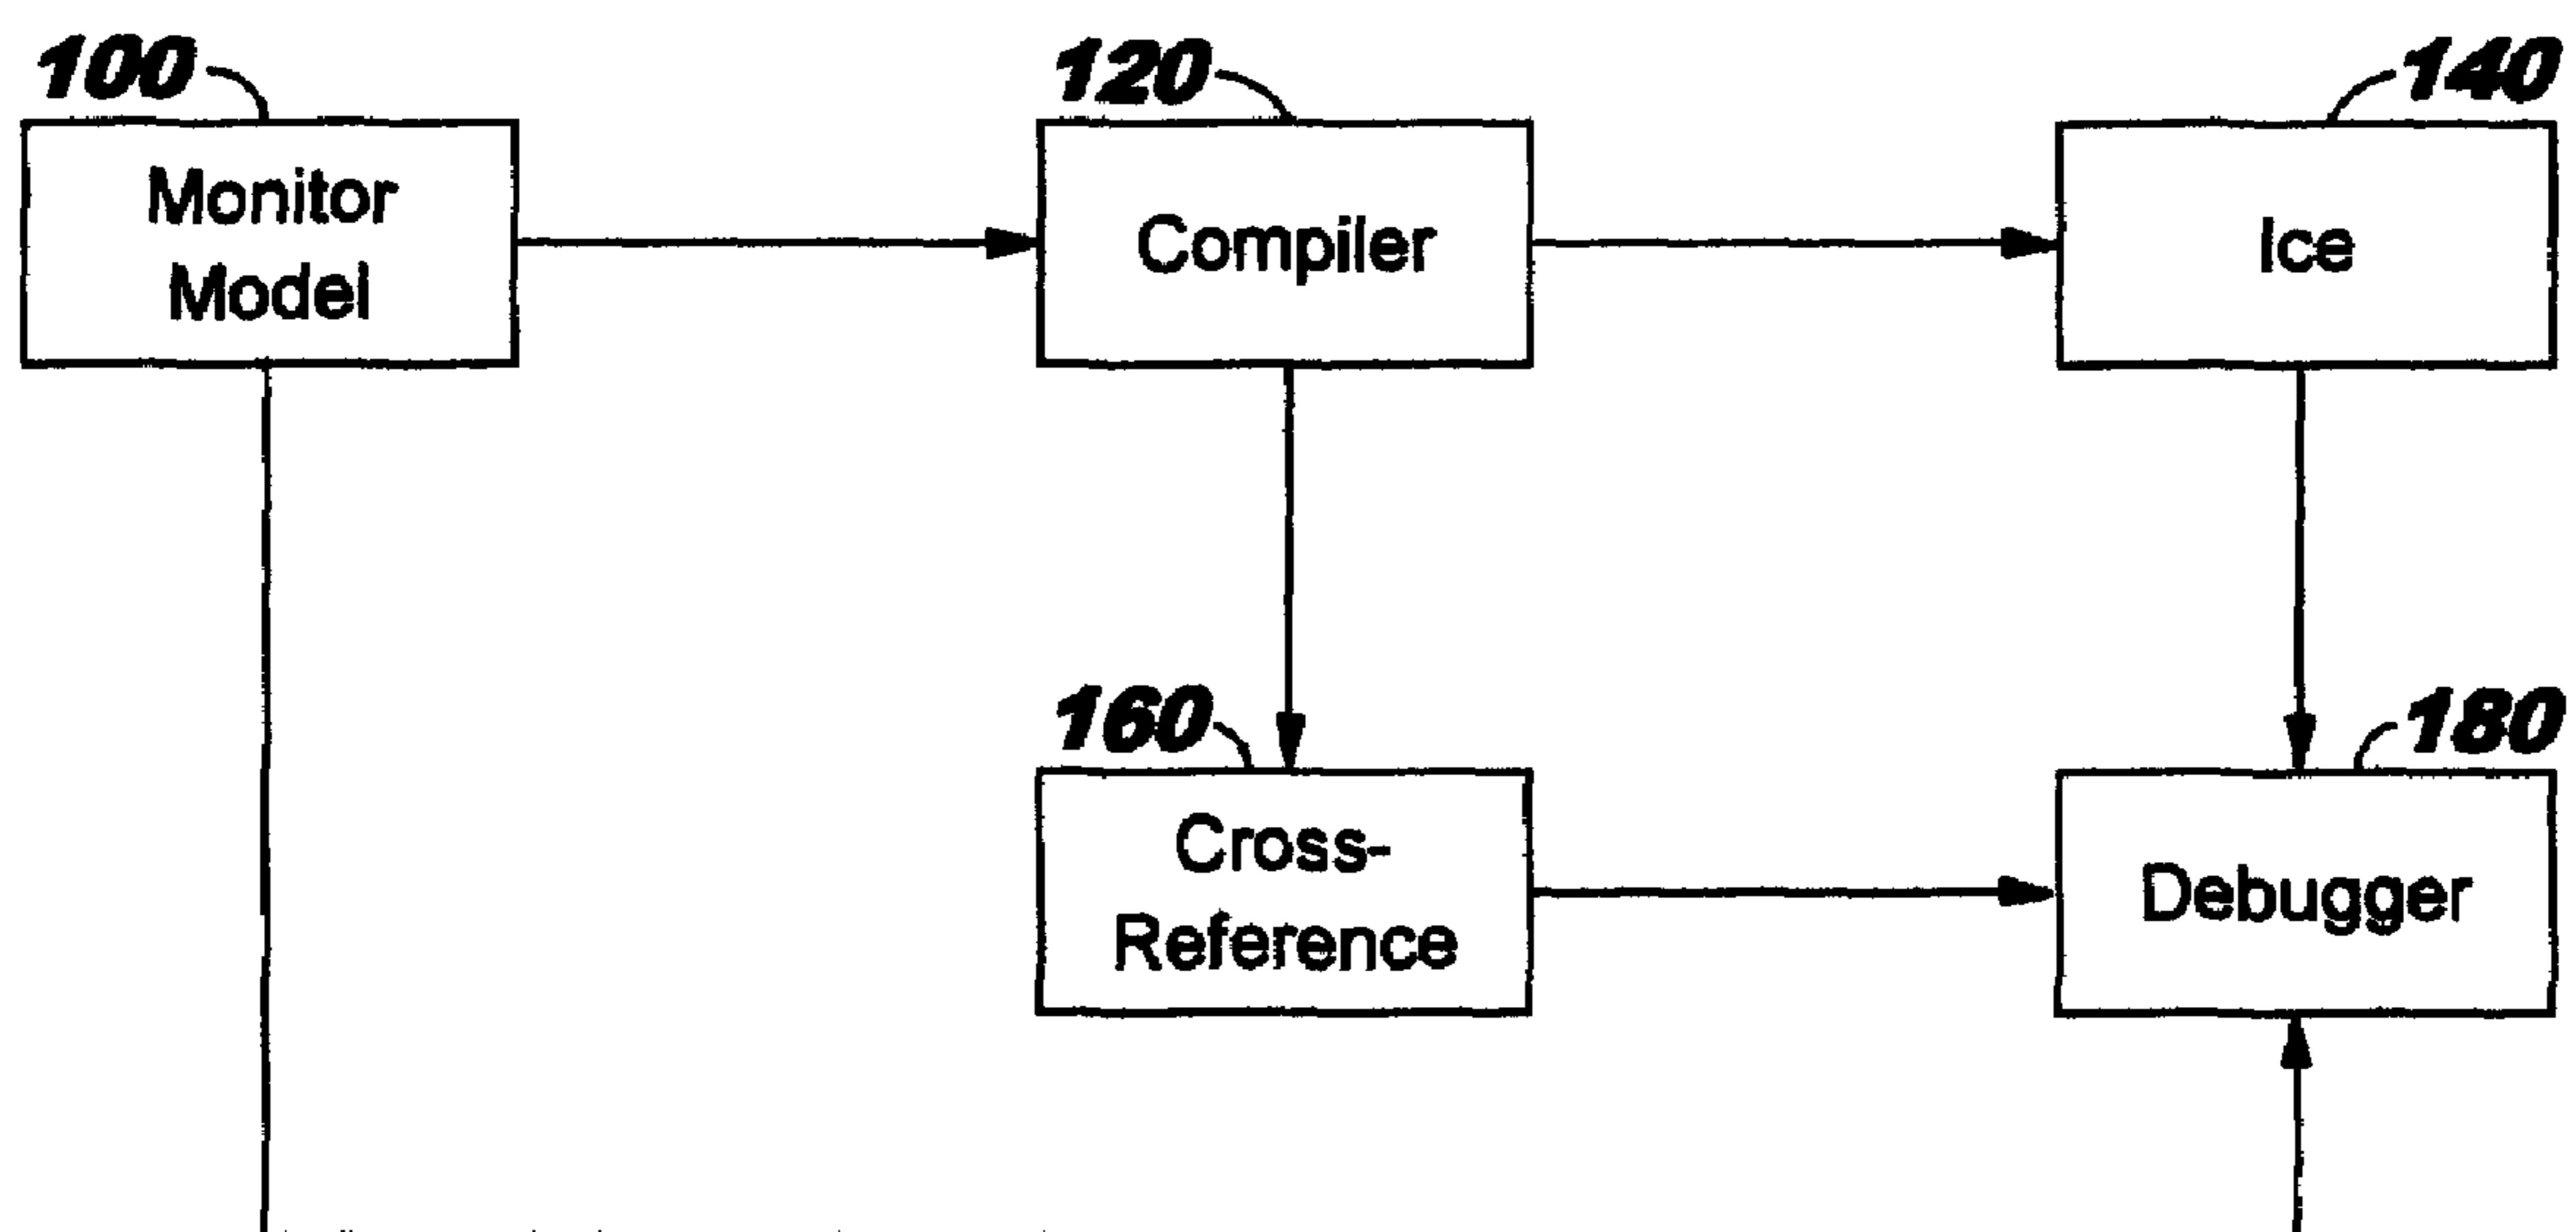 100
120
140
Monitor
Model
Compiler
Ice
160
180
Cross-
Reference
Debugger